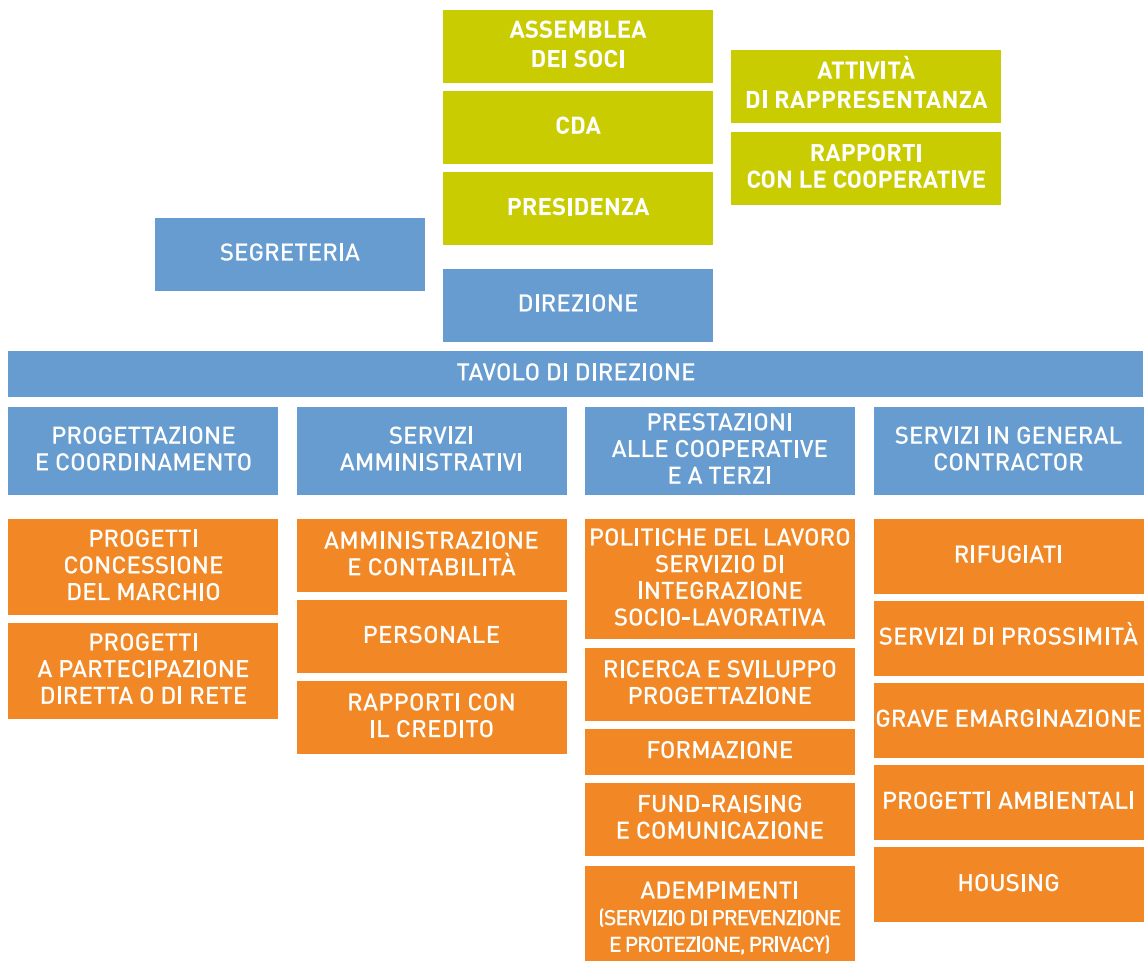 ASSEMBLEA
DEI SOCI
ATTIVITÀ
DI RAPPRESENTANZA
CDA
RAPPORTI
CON LE COOPERATIVE
PRESIDENZA
SEGRETERIA
DIREZIONE
TAVOLO DI DIREZIONE
PROGETTAZIONE
E COORDINAMENTO
SERVIZI
AMMINISTRATIVI
PRESTAZIONI
ALLE COOPERATIVE
E A TERZI
SERVIZI IN GENERAL
CONTRACTOR
PROGETTI
CONCESSIONE
DEL MARCHIO
PROGETTI
A PARTECIPAZIONE
DIRETTA O DI RETE
AMMINISTRAZIONE
E CONTABILITÀ
PERSONALE
RAPPORTI CON
IL CREDITO
POLITICHE DEL LAVORO
SERVIZIO DI
INTEGRAZIONE
SOCIO-LAVORATIVA
RICERCA E SVILUPPO
PROGETTAZIONE
FORMAZIONE
FUND-RAISING
E COMUNICAZIONE
ADEMPIMENTI
(SERVIZIO DI PREVENZIONE
E PROTEZIONE, PRIVACY)
RIFUGIATI
SERVIZI DI PROSSIMITÀ
GRAVE EMARGINAZIONE
PROGETTI AMBIENTALI
HOUSING